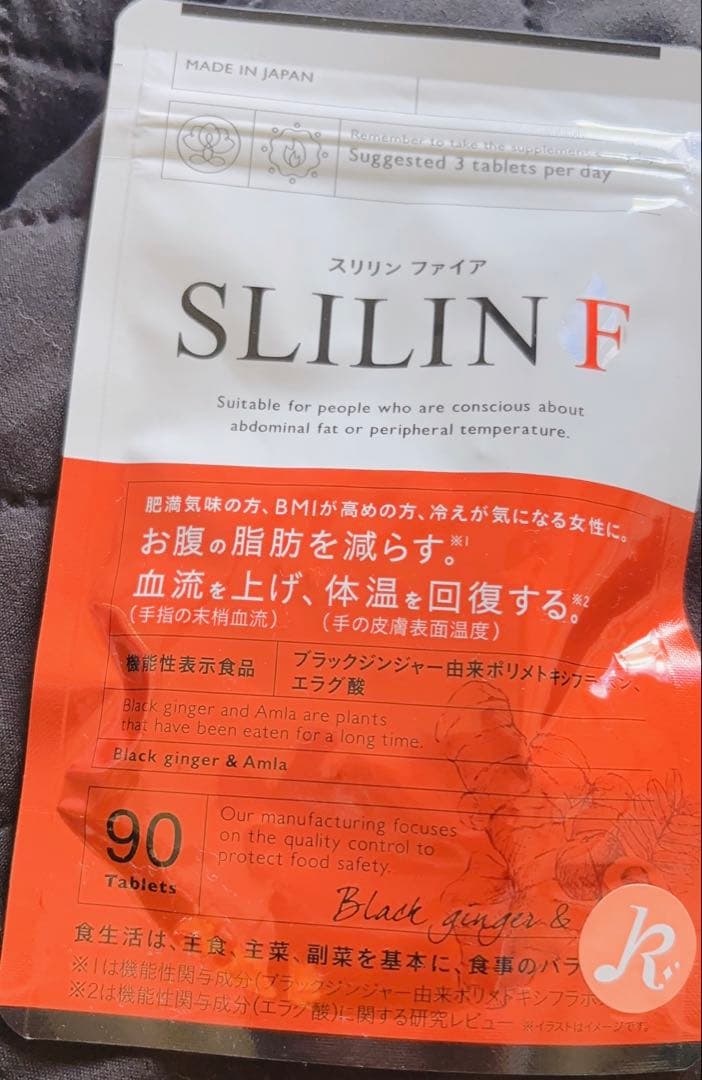 MADE IN JAPAN
Remember to take the supplement
Suggested 3 tablets per day
スリリン ファイア
SLILIN F
Suitable for people who are conscious about
abdominal fat or peripheral temperature.
肥満気味の方、BMIが高めの方、冷えが気になる女性に。
お腹の脂肪を減らす。※1
血流を上げ、体温を回復する。※2
(手指の末梢血流) (手の皮膚表面温度)
機能性表示食品
ブラックジンジャー由来ポリメトキシフラボン、
エラグ酸
Black ginger and Amla are plants
that have been eaten for a long time.
Black ginger & Amla
90
Tablets
Our manufacturing focuses
on the quality control to
protect food safety.
Black ginger &
食生活は、主食、主菜、副菜を基本に、食事のバラ
※1は機能性関与成分(ブラックジンジャー由来ポリメトキシフラボ
※2は機能性関与成分(エラグ酸)に関する研究レビュー ※イラストはイメージです。